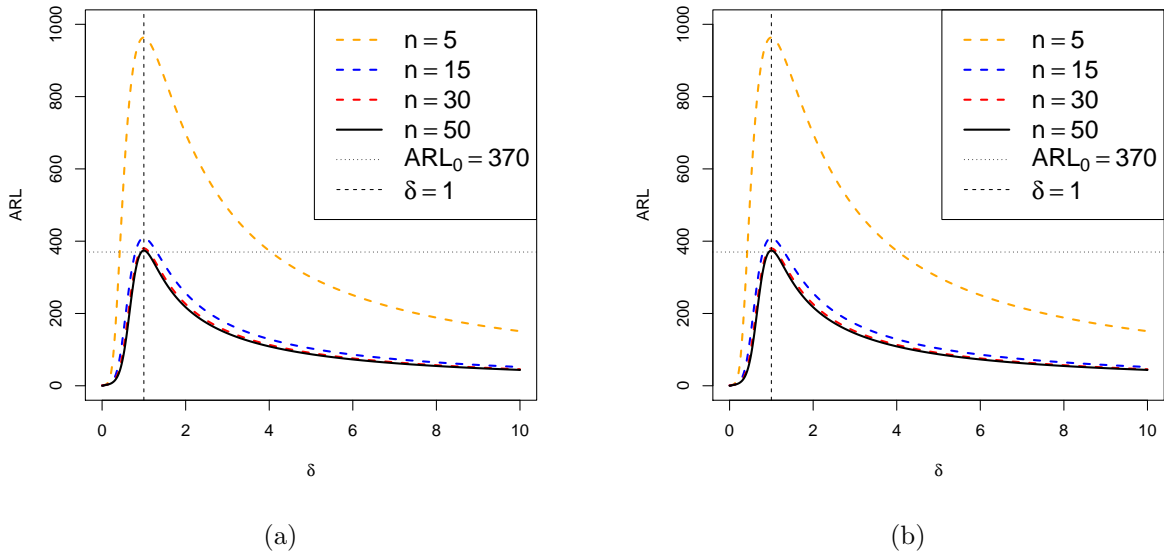 1000
800
600
400
200
0
ARL
0 2 4 6 8 10
δ
n = 5
n = 15
n = 30
n = 50
ARL₀ = 370
δ = 1
(a)
1000
800
600
400
200
0
ARL
0 2 4 6 8 10
δ
n = 5
n = 15
n = 30
n = 50
ARL₀ = 370
δ = 1
(b)